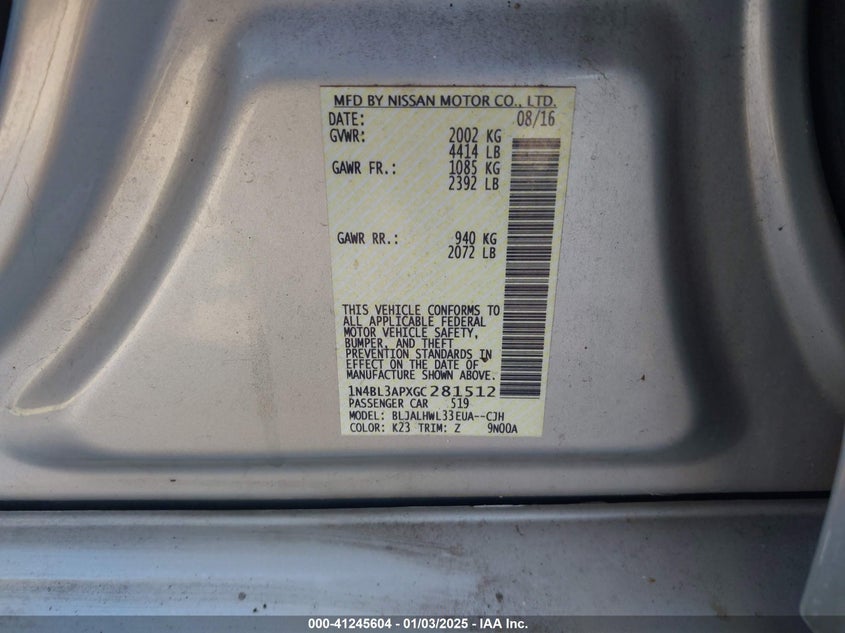 MFD BY NISSAN MOTOR CO., LTD.
DATE: 08/16
GVWR: 2002 KG
4414 LB
GAWR FR.: 1085 KG
2392 LB
GAWR RR.: 940 KG
2072 LB
THIS VEHICLE CONFORMS TO
ALL APPLICABLE FEDERAL
MOTOR VEHICLE SAFETY,
BUMPER, AND THEFT
PREVENTION STANDARDS IN
EFFECT ON THE DATE OF
MANUFACTURE SHOWN ABOVE.
1N4BL3APXGC281512
PASSENGER CAR 519
MODEL: BLJALHWL33EUA--CJH
COLOR: K23 TRIM: Z 9N00A
000-41245604 - 01/03/2025 - IAA Inc.